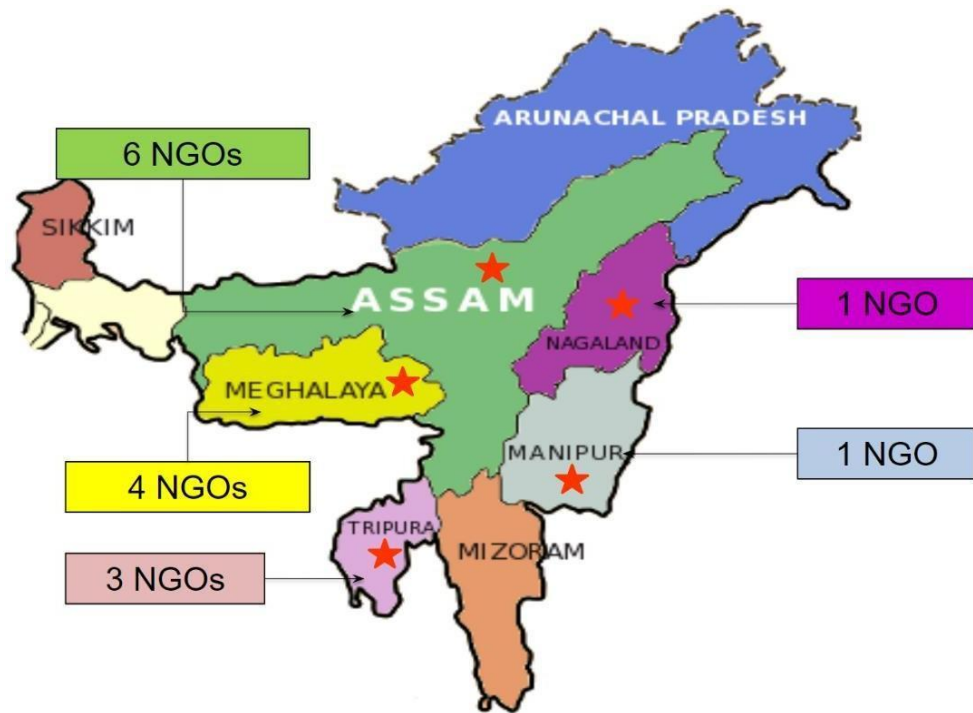 ARUNACHAL PRADESH
6 NGOs
SIKKIM
ASSAM
1 NGO
NAGALAND
MEGHALAYA
MANIPUR
1 NGO
4 NGOs
TRIPURA
MIZORAM
3 NGOs